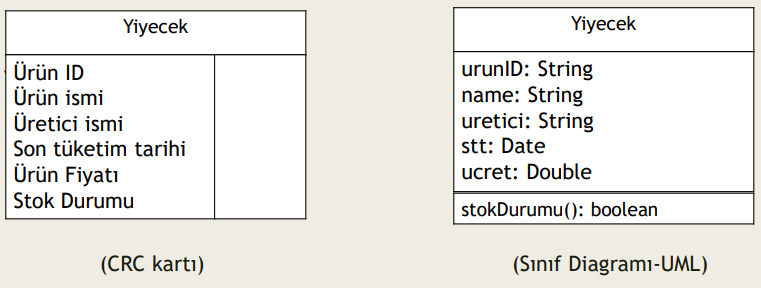 Yiyecek
Ürün ID
Ürün ismi
Üretici ismi
Son tüketim tarihi
Ürün Fiyatı
Stok Durumu
(CRC kartı)
Yiyecek
urunID: String
name: String
uretici: String
stt: Date
ucret: Double
stokDurumu(): boolean
(Sınıf Diagramı-UML)